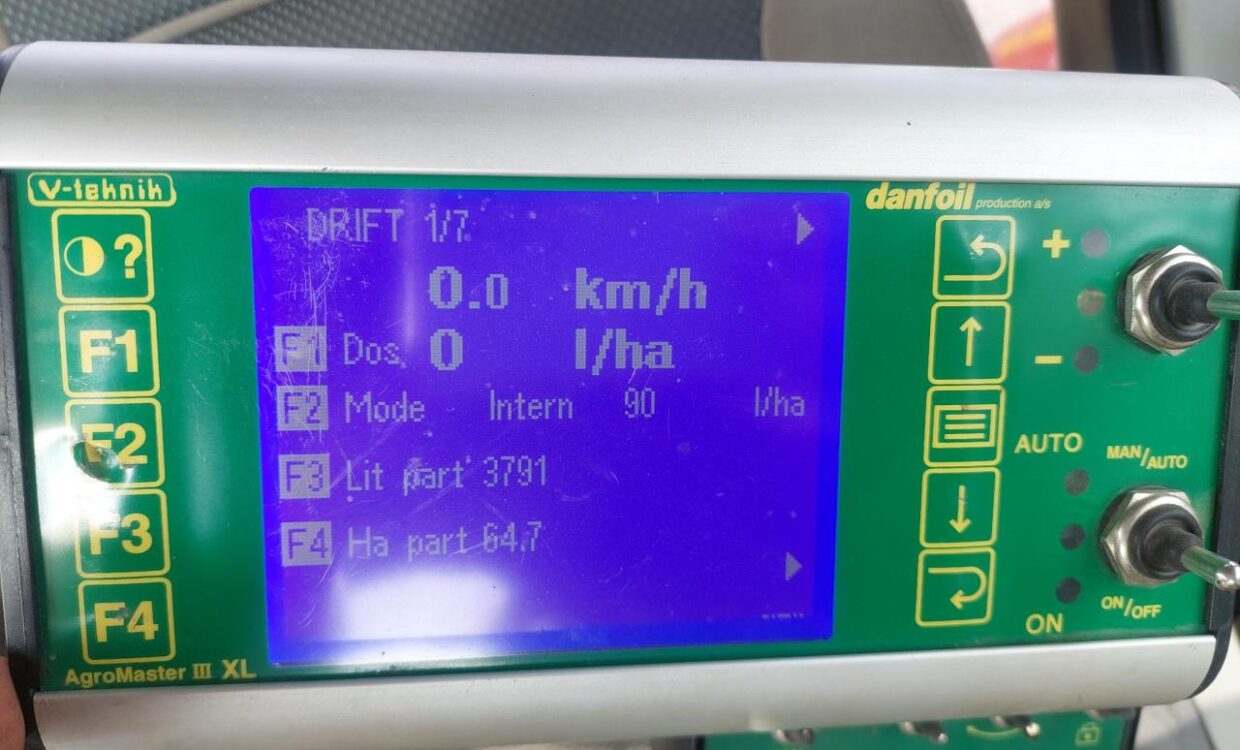 V-teknik
?
F1
F2
F3
F4
AgroMaster III XL
DRIFT 1/7
0.0 km/h
F1 Dos. 0 l/ha
F2 Mode Intern 90 l/ha
F3 Lit part 3791
F4 Ha part 64.7
danfoil production a/s
+
−
AUTO
MAN/AUTO
ON
ON/OFF